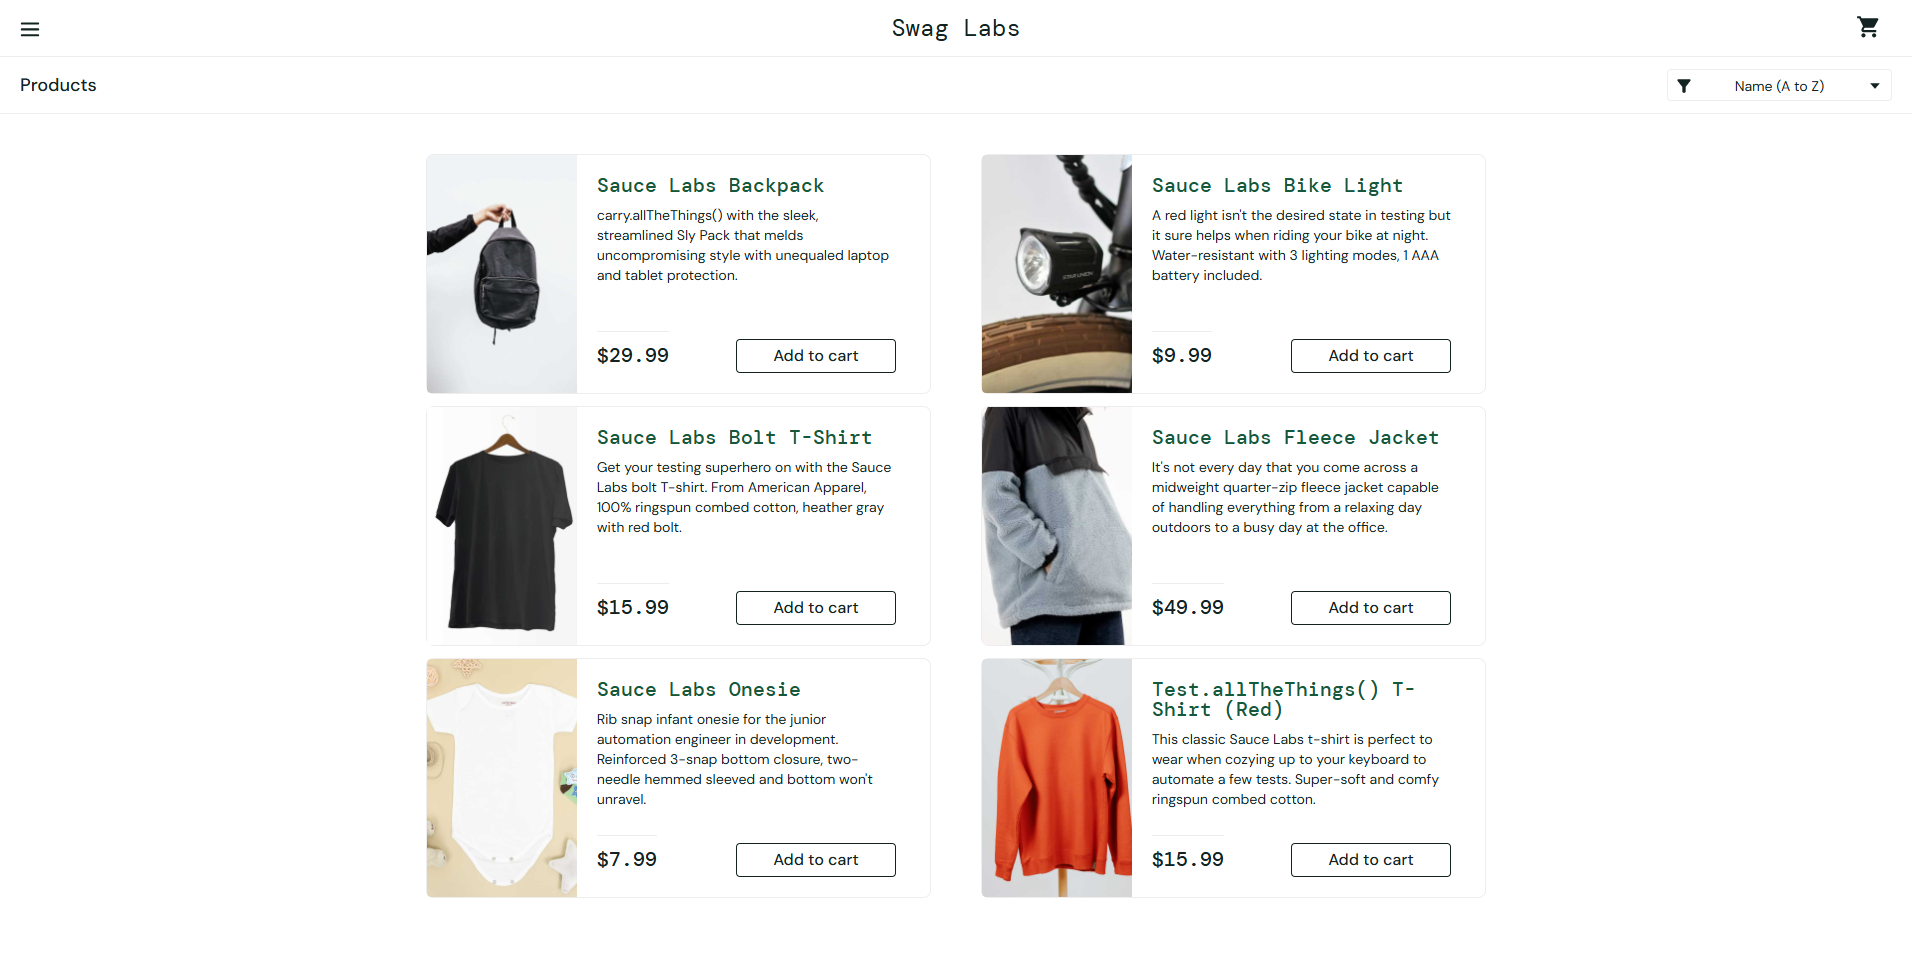 Swag Labs
Products
Name (A to Z)
Sauce Labs Backpack
carry.allTheThings() with the sleek,
streamlined Sly Pack that melds
uncompromising style with unequaled laptop
and tablet protection.
$29.99
Add to cart
Sauce Labs Bike Light
A red light isn't the desired state in testing but
it sure helps when riding your bike at night.
Water-resistant with 3 lighting modes, 1 AAA
battery included.
$9.99
Add to cart
Sauce Labs Bolt T-Shirt
Get your testing superhero on with the Sauce
Labs bolt T-shirt. From American Apparel,
100% ringspun combed cotton, heather gray
with red bolt.
$15.99
Add to cart
Sauce Labs Fleece Jacket
It's not every day that you come across a
midweight quarter-zip fleece jacket capable
of handling everything from a relaxing day
outdoors to a busy day at the office.
$49.99
Add to cart
Sauce Labs Onesie
Rib snap infant onesie for the junior
automation engineer in development.
Reinforced 3-snap bottom closure, two-
needle hemmed sleeved and bottom won't
unravel.
$7.99
Add to cart
Test.allTheThings() T-
Shirt (Red)
This classic Sauce Labs t-shirt is perfect to
wear when cozying up to your keyboard to
automate a few tests. Super-soft and comfy
ringspun combed cotton.
$15.99
Add to cart